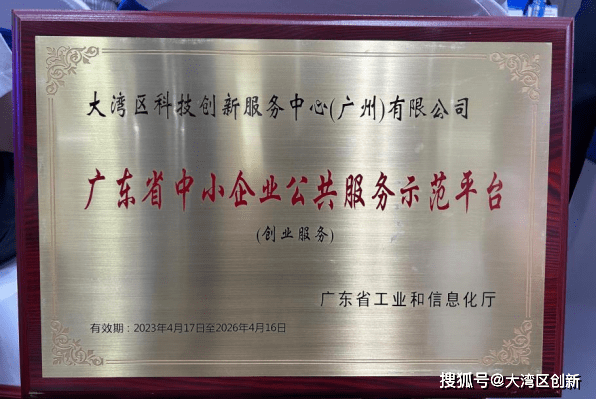 大湾区科技创新服务中心(广州)有限公司
广东省中小企业公共服务示范平台
(创业服务)
广东省工业和信息化厅
有效期：2023年4月17日至2026年4月16日
搜狐号@大湾区创新